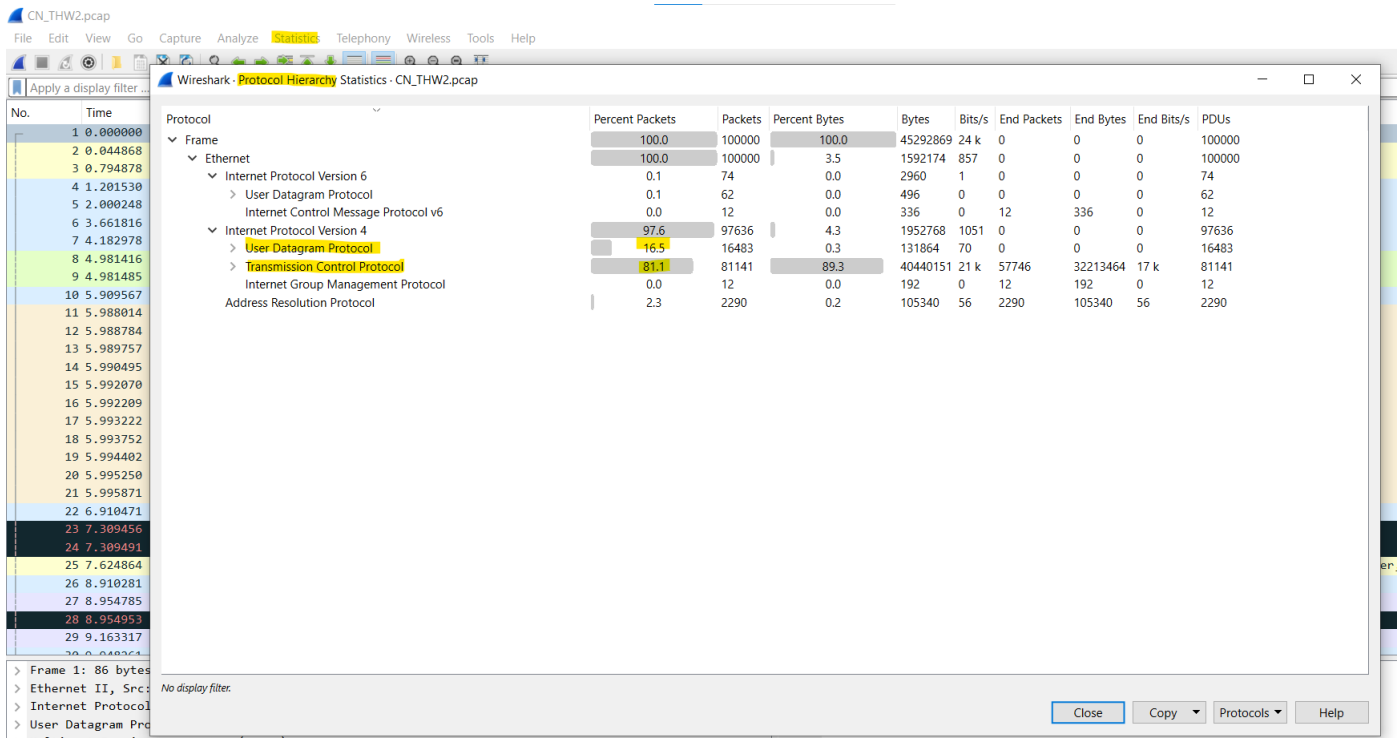 CN_THW2.pcap
File Edit View Go Capture Analyze Statistics Telephony Wireless Tools Help
Apply a display filter ...
Wireshark · Protocol Hierarchy Statistics · CN_THW2.pcap
No. Time
Protocol Percent Packets Packets Percent Bytes Bytes Bits/s End Packets End Bytes End Bits/s PDUs
Frame 100.0 100000 100.0 45292869 24 k 0 0 0 100000
Ethernet 100.0 100000 3.5 1592174 857 0 0 0 100000
Internet Protocol Version 6 0.1 74 0.0 2960 1 0 0 0 74
User Datagram Protocol 0.1 62 0.0 496 0 0 0 0 62
Internet Control Message Protocol v6 0.0 12 0.0 336 0 12 336 0 12
Internet Protocol Version 4 97.6 97636 4.3 1952768 1051 0 0 0 97636
User Datagram Protocol 16.5 16483 0.3 131864 70 0 0 0 16483
Transmission Control Protocol 81.1 81141 89.3 40440151 21 k 57746 32213464 17 k 81141
Internet Group Management Protocol 0.0 12 0.0 192 0 12 192 0 12
Address Resolution Protocol 2.3 2290 0.2 105340 56 2290 105340 56 2290
1 0.000000
2 0.044868
3 0.794878
4 1.201530
5 2.000248
6 3.661816
7 4.182978
8 4.981416
9 4.981485
10 5.909567
11 5.988014
12 5.988784
13 5.989757
14 5.990495
15 5.992070
16 5.992209
17 5.993222
18 5.993752
19 5.994402
20 5.995250
21 5.995871
22 6.910471
23 7.309456
24 7.309491
25 7.624864
26 8.910281
27 8.954785
28 8.954953
29 9.163317
er,
Frame 1: 86 bytes
Ethernet II, Src:
Internet Protocol
User Datagram Pro
No display filter.
Close Copy Protocols Help